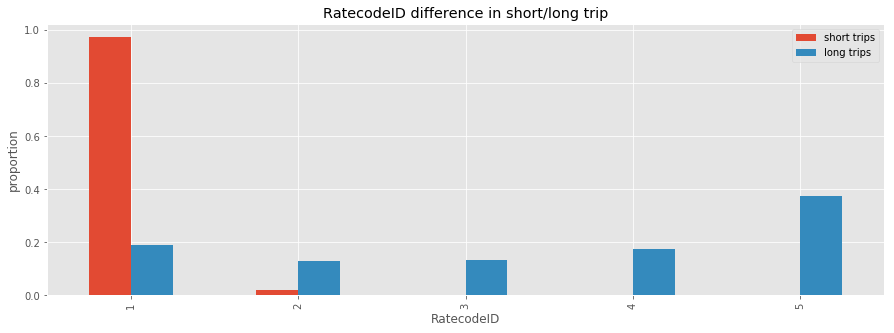 RatecodeID difference in short/long trip
short trips
long trips
1.0
0.8
0.6
0.4
0.2
0.0
proportion
1
2
3
4
5
RatecodeID